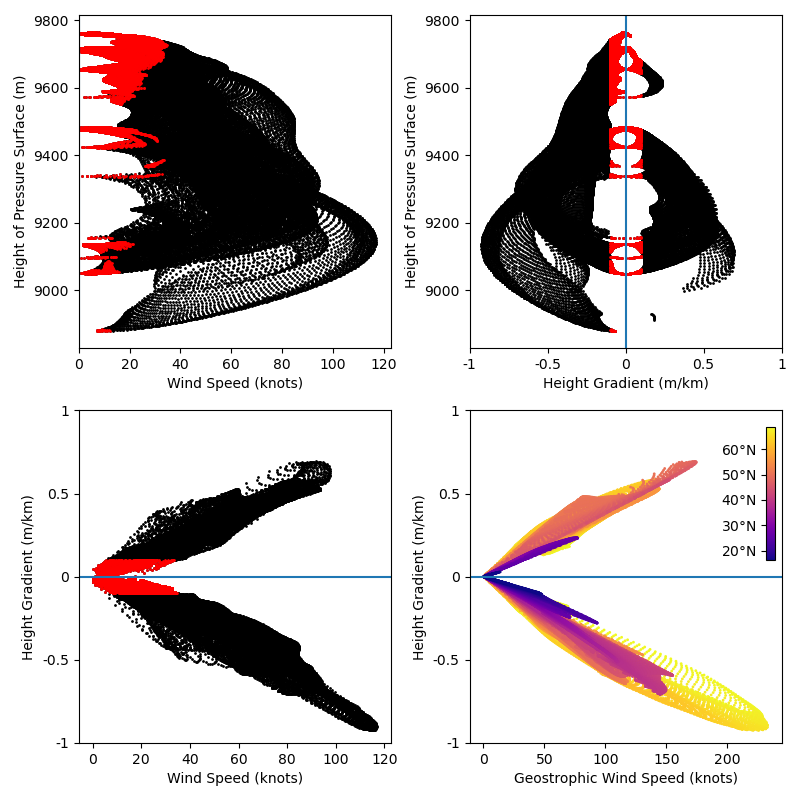 9800
9600
9400
9200
9000
Height of Pressure Surface (m)
0 20 40 60 80 100 120
Wind Speed (knots)
9800
9600
9400
9200
9000
Height of Pressure Surface (m)
-1 -0.5 0 0.5 1
Height Gradient (m/km)
1
0.5
0
-0.5
-1
Height Gradient (m/km)
0 20 40 60 80 100 120
Wind Speed (knots)
1
0.5
0
-0.5
-1
Height Gradient (m/km)
60°N
50°N
40°N
30°N
20°N
0 50 100 150 200
Geostrophic Wind Speed (knots)